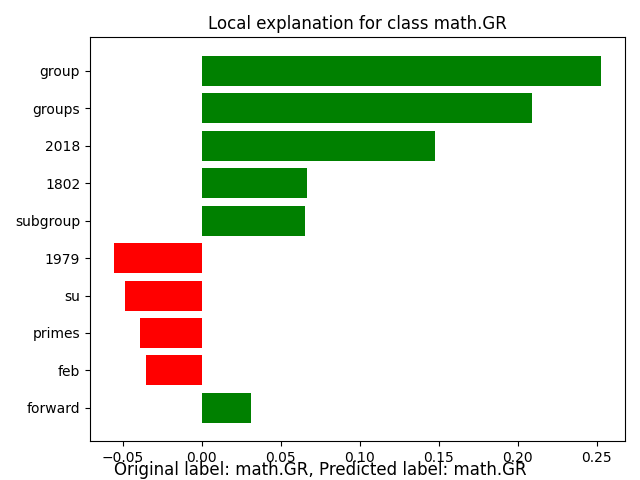 Local explanation for class math.GR
group
groups
2018
1802
subgroup
1979
su
primes
feb
forward
−0.05 0.00 0.05 0.10 0.15 0.20 0.25
Original label: math.GR, Predicted label: math.GR